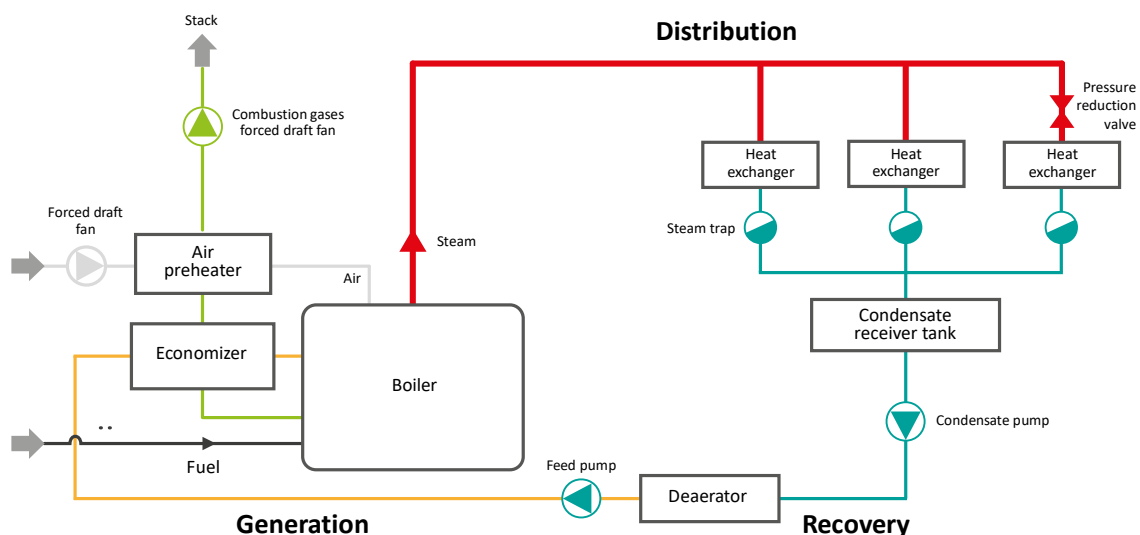 Stack
Distribution
Combustion gases
forced draft fan
Pressure
reduction
valve
Heat
exchanger
Heat
exchanger
Heat
exchanger
Forced draft
fan
Steam trap
Air
preheater
Steam
Air
Condensate
receiver tank
Economizer
Boiler
Condensate pump
Fuel
Feed pump
Deaerator
Generation
Recovery